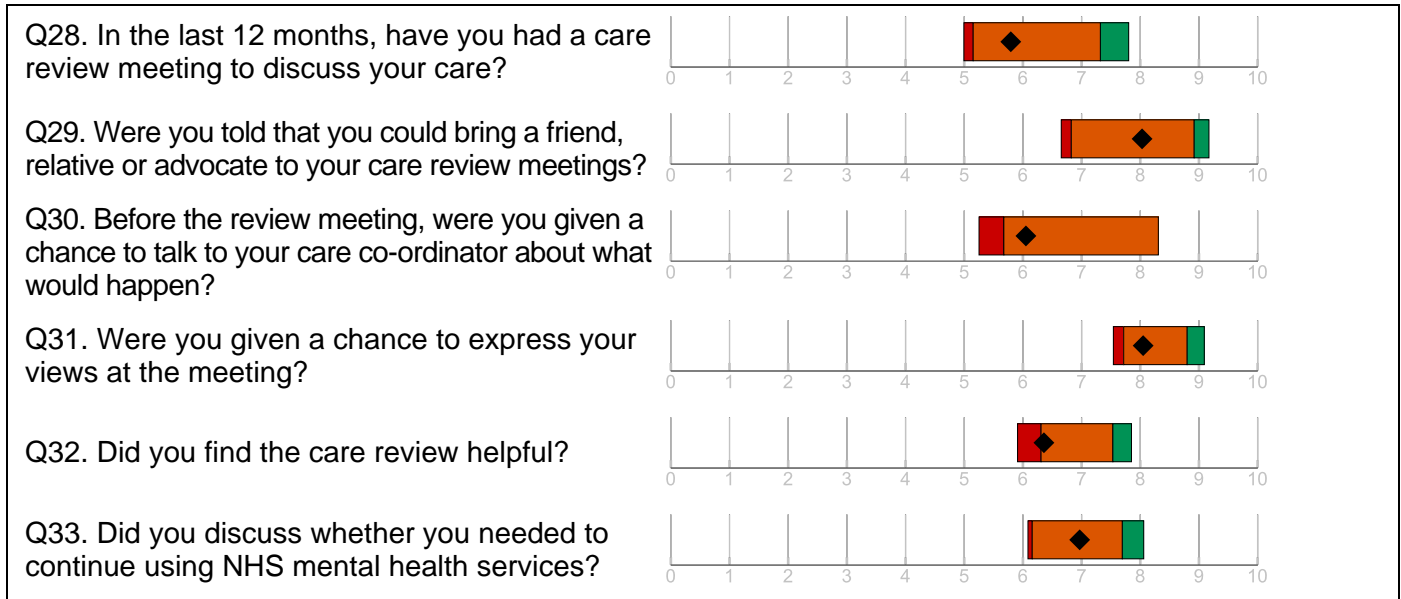 Q28. In the last 12 months, have you had a care
review meeting to discuss your care?
0 1 2 3 4 5 6 7 8 9 10
Q29. Were you told that you could bring a friend,
relative or advocate to your care review meetings?
0 1 2 3 4 5 6 7 8 9 10
Q30. Before the review meeting, were you given a
chance to talk to your care co-ordinator about what
would happen?
0 1 2 3 4 5 6 7 8 9 10
Q31. Were you given a chance to express your
views at the meeting?
0 1 2 3 4 5 6 7 8 9 10
Q32. Did you find the care review helpful?
0 1 2 3 4 5 6 7 8 9 10
Q33. Did you discuss whether you needed to
continue using NHS mental health services?
0 1 2 3 4 5 6 7 8 9 10